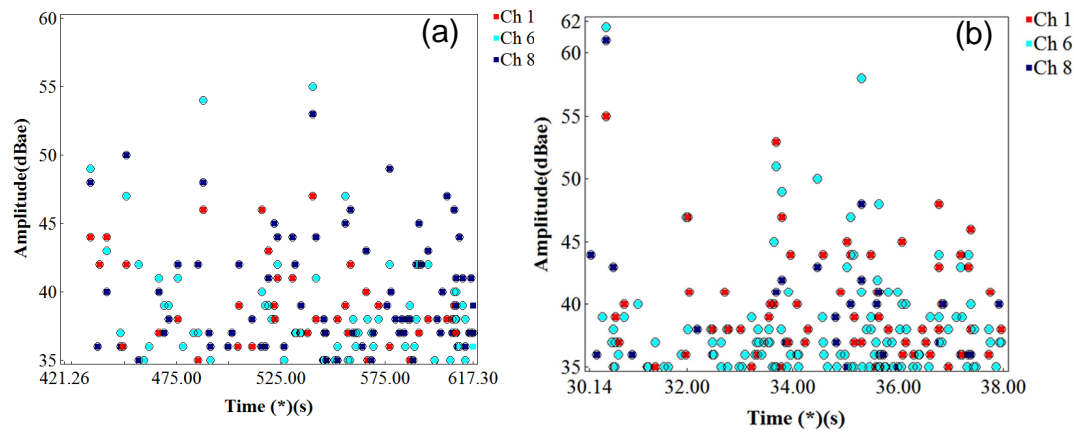 (a)
Ch 1
Ch 6
Ch 8
Amplitude(dBae)
60
55
50
45
40
35
421.26 475.00 525.00 575.00 617.30
Time (*)(s)
(b)
Ch 1
Ch 6
Ch 8
Amplitude(dBae)
62
60
55
50
45
40
35
30.14 32.00 34.00 36.00 38.00
Time (*)(s)